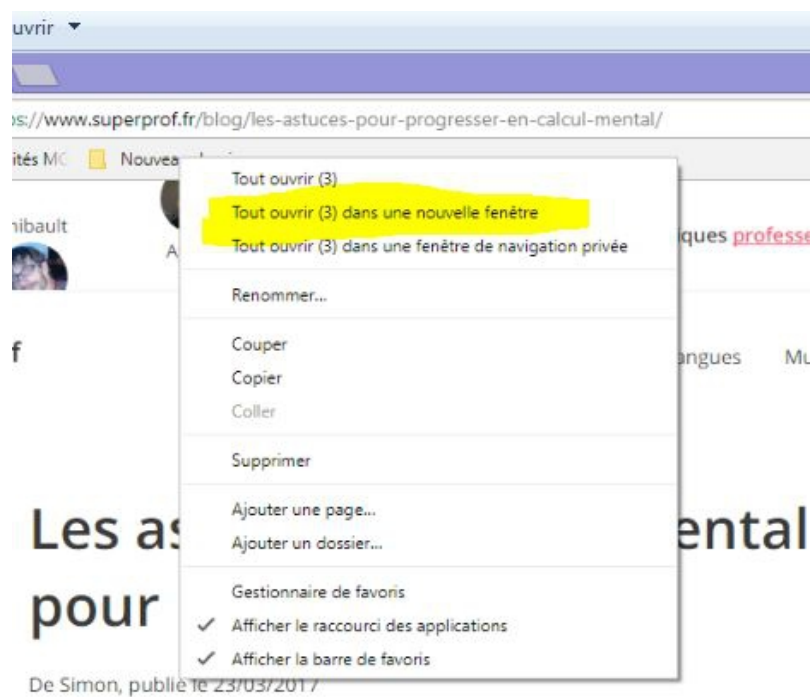 uvrir
s://www.superprof.fr/blog/les-astuces-pour-progresser-en-calcul-mental/
ités M
Nouvea
Tout ouvrir (3)
Tout ouvrir (3) dans une nouvelle fenêtre
Tout ouvrir (3) dans une fenêtre de navigation privée
hibault
A
iques professe
Renommer...
Couper
f
angues
Mu
Copier
Coller
Supprimer
Ajouter une page...
Les as
ental
Ajouter un dossier...
Gestionnaire de favoris
pour
Afficher le raccourci des applications
Afficher la barre de favoris
De Simon, publié le 23/03/2017